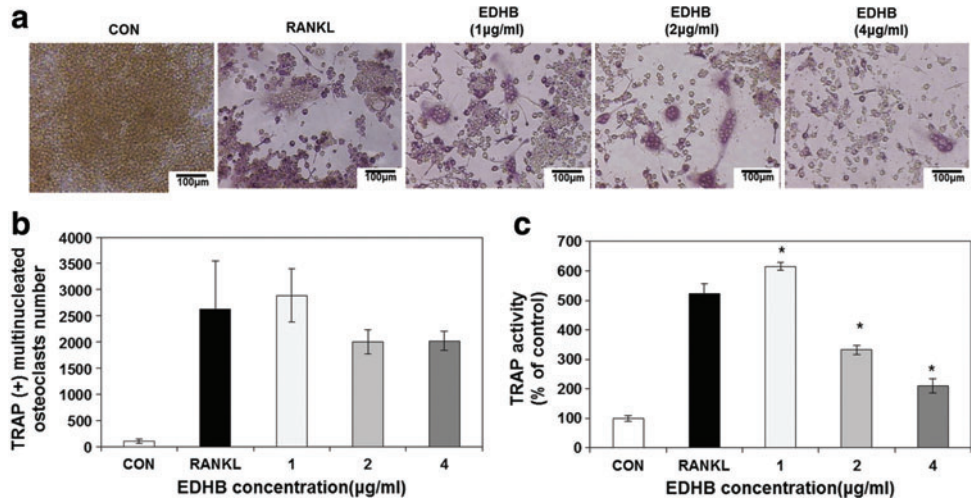 a
CON
RANKL
EDHB
(1µg/ml)
EDHB
(2µg/ml)
EDHB
(4µg/ml)
100µm
100µm
100µm
100µm
100µm
b
TRAP (+) multinucleated
osteoclasts number
4000
3500
3000
2500
2000
1500
1000
500
0
CON
RANKL
1
2
4
EDHB concentration(µg/ml)
c
TRAP activity
(% of control)
700
600
500
400
300
200
100
0
*
*
*
CON
RANKL
1
2
4
EDHB concentration(µg/ml)